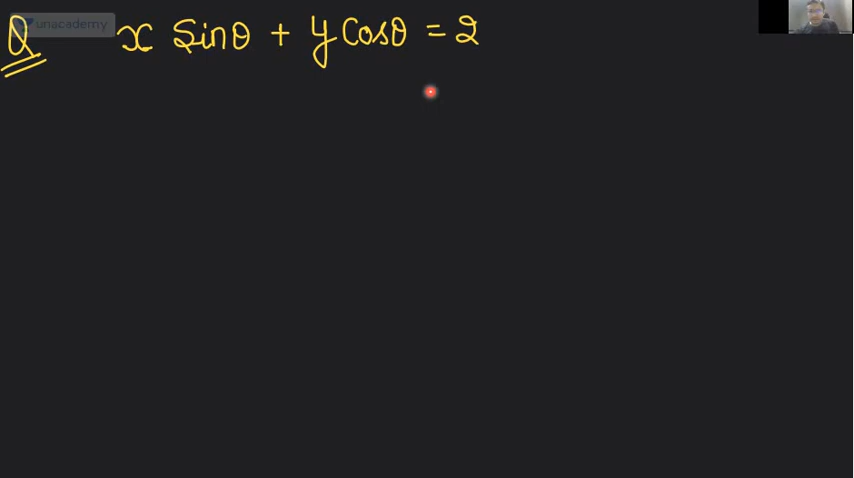 unacademy
Q x Sinθ + y Cosθ = 2